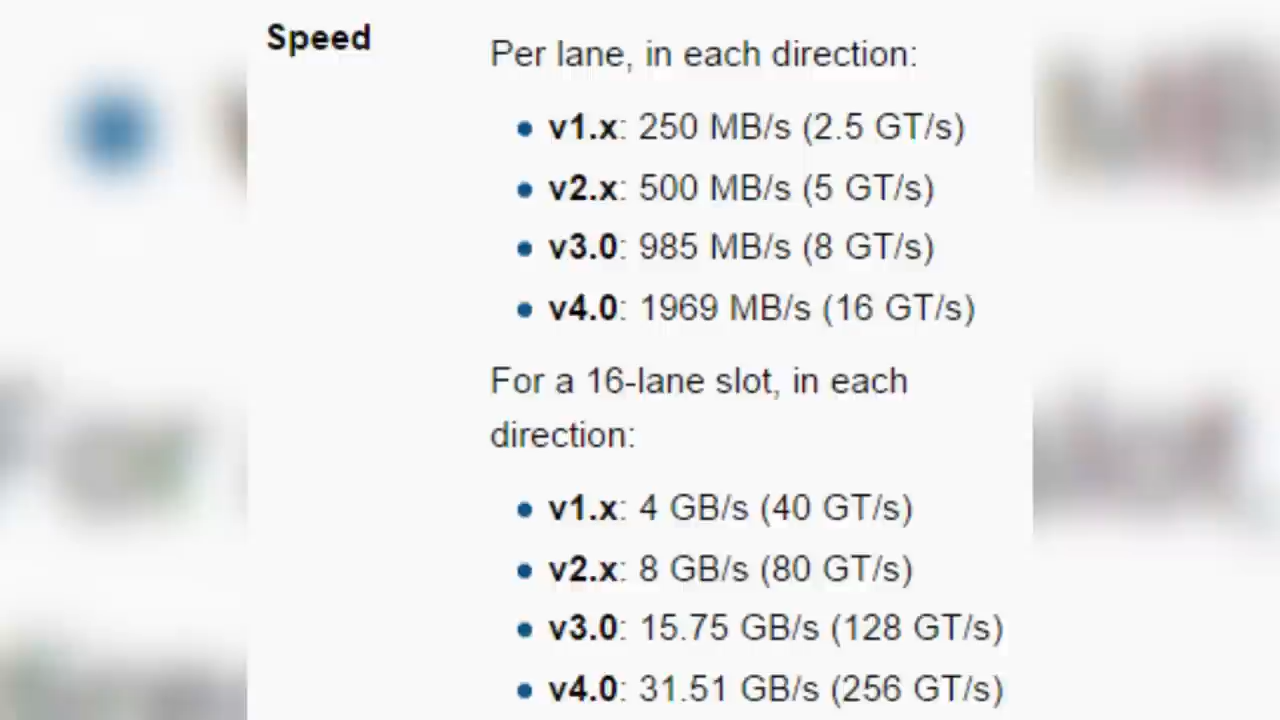 Speed
Per lane, in each direction:
• v1.x: 250 MB/s (2.5 GT/s)
• v2.x: 500 MB/s (5 GT/s)
• v3.0: 985 MB/s (8 GT/s)
• v4.0: 1969 MB/s (16 GT/s)
For a 16-lane slot, in each
direction:
• v1.x: 4 GB/s (40 GT/s)
• v2.x: 8 GB/s (80 GT/s)
• v3.0: 15.75 GB/s (128 GT/s)
• v4.0: 31.51 GB/s (256 GT/s)